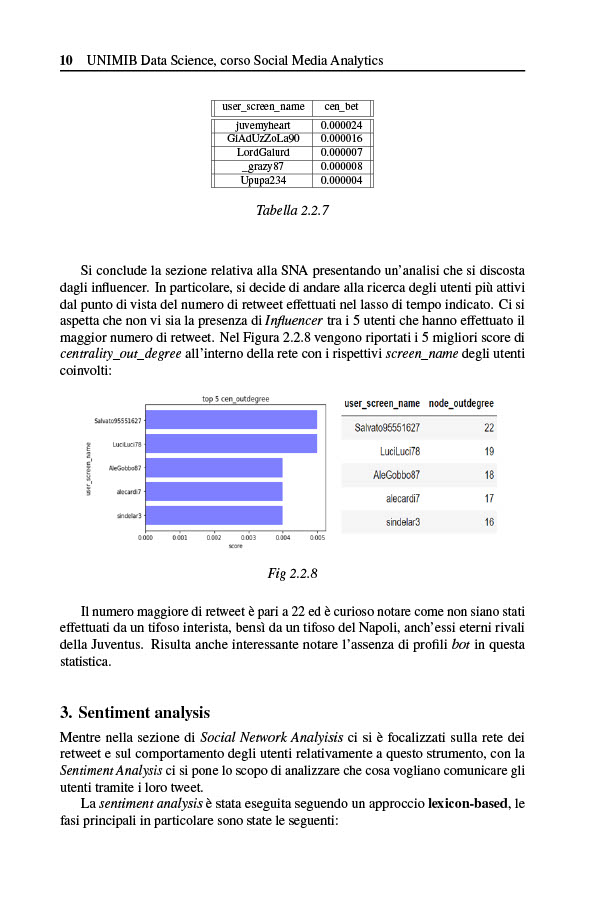 10 UNIMIB Data Science, corso Social Media Analytics
user_screen_name cen_bet
juvemyheart 0.000024
GiAdUzZoLa90 0.000016
LordGalurd 0.000007
_grazy87 0.000008
Upupa234 0.000004
Tabella 2.2.7
Si conclude la sezione relativa alla SNA presentando un'analisi che si discosta
dagli influencer. In particolare, si decide di andare alla ricerca degli utenti più attivi
dal punto di vista del numero di retweet effettuati nel lasso di tempo indicato. Ci si
aspetta che non vi sia la presenza di Influencer tra i 5 utenti che hanno effettuato il
maggior numero di retweet. Nel Figura 2.2.8 vengono riportati i 5 migliori score di
centrality_out_degree all'interno della rete con i rispettivi screen_name degli utenti
coinvolti:
top 5 cen_outdegree
user_screen_name
Salvato95551627
LuciLuci78
AleGobbo87
alecardi7
sindelar3
0.000 0.001 0.002 0.003 0.004 0.005
score
user_screen_name node_outdegree
Salvato95551627 22
LuciLuci78 19
AleGobbo87 18
alecardi7 17
sindelar3 16
Fig 2.2.8
Il numero maggiore di retweet è pari a 22 ed è curioso notare come non siano stati
effettuati da un tifoso interista, bensì da un tifoso del Napoli, anch'essi eterni rivali
della Juventus. Risulta anche interessante notare l'assenza di profili bot in questa
statistica.
3. Sentiment analysis
Mentre nella sezione di Social Network Analyisis ci si è focalizzati sulla rete dei
retweet e sul comportamento degli utenti relativamente a questo strumento, con la
Sentiment Analysis ci si pone lo scopo di analizzare che cosa vogliano comunicare gli
utenti tramite i loro tweet.
La sentiment analysis è stata eseguita seguendo un approccio lexicon-based, le
fasi principali in particolare sono state le seguenti: